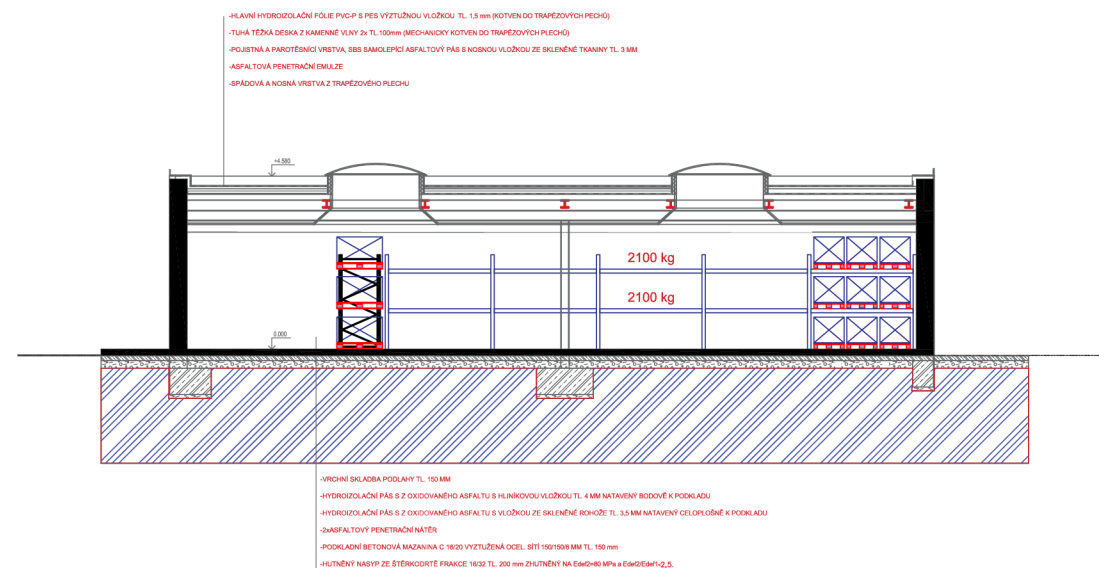 -HLAVNÍ HYDROIZOLAČNÍ FÓLIE PVC-P S PES VÝZTUŽNOU VLOŽKOU TL. 1,5 mm (KOTVEN DO TRAPÉZOVÝCH PECHŮ)
-TUHÁ TĚŽKÁ DESKA Z KAMENNÉ VLNY 2x TL.100mm (MECHANICKY KOTVEN DO TRAPÉZOVÝCH PLECHŮ)
-POJISTNÁ A PAROTĚSNÍCÍ VRSTVA, SBS SAMOLEPÍCÍ ASFALTOVÝ PÁS S NOSNOU VLOŽKOU ZE SKLENĚNÉ TKANINY TL. 3 MM
-ASFALTOVÁ PENETRAČNÍ EMULZE
-SPÁDOVÁ A NOSNÁ VRSTVA Z TRAPÉZOVÉHO PLECHU
+4.580
2100 kg
2100 kg
0.000
-VRCHNÍ SKLADBA PODLAHY TL. 150 MM
-HYDROIZOLAČNÍ PÁS S Z OXIDOVANÉHO ASFALTU S HLINÍKOVOU VLOŽKOU TL. 4 MM NATAVENÝ BODOVĚ K PODKLADU
-HYDROIZOLAČNÍ PÁS S Z OXIDOVANÉHO ASFALTU S VLOŽKOU ZE SKLENĚNÉ ROHOŽE TL. 3,5 MM NATAVENÝ CELOPLOŠNĚ K PODKLADU
-2xASFALTOVÝ PENETRAČNÍ NÁTĚR
-PODKLADNÍ BETONOVÁ MAZANINA C 16/20 VYZTUŽENÁ OCEL. SÍTÍ 150/150/6 MM TL. 150 mm
-HUTNĚNÝ NASYP ZE ŠTĚRKODRTĚ FRAKCE 16/32 TL. 200 mm ZHUTNĚNÝ NA Edef2=80 MPa a Edef2/Edef1-2,5.